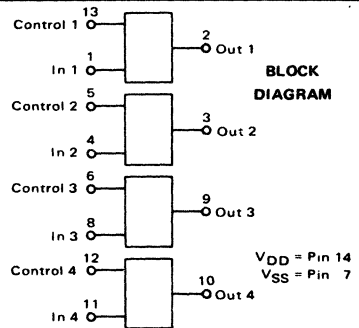 13
Control 1
2
Out 1
1
In 1
BLOCK
DIAGRAM
5
Control 2
3
Out 2
4
In 2
6
Control 3
9
Out 3
8
In 3
VDD = Pin 14
VSS = Pin 7
12
Control 4
10
Out 4
11
In 4